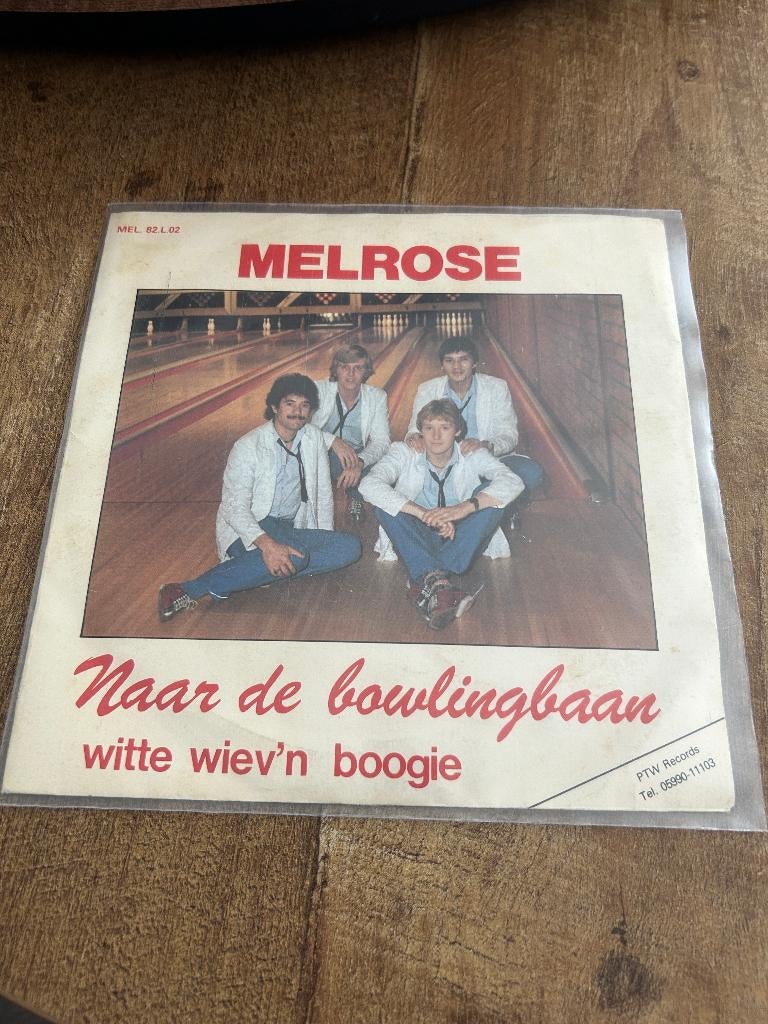 MEL. 82.L.02
MELROSE
Naar de bowlingbaan
witte wiev'n boogie
PTW Records
Tel. 05990-11103